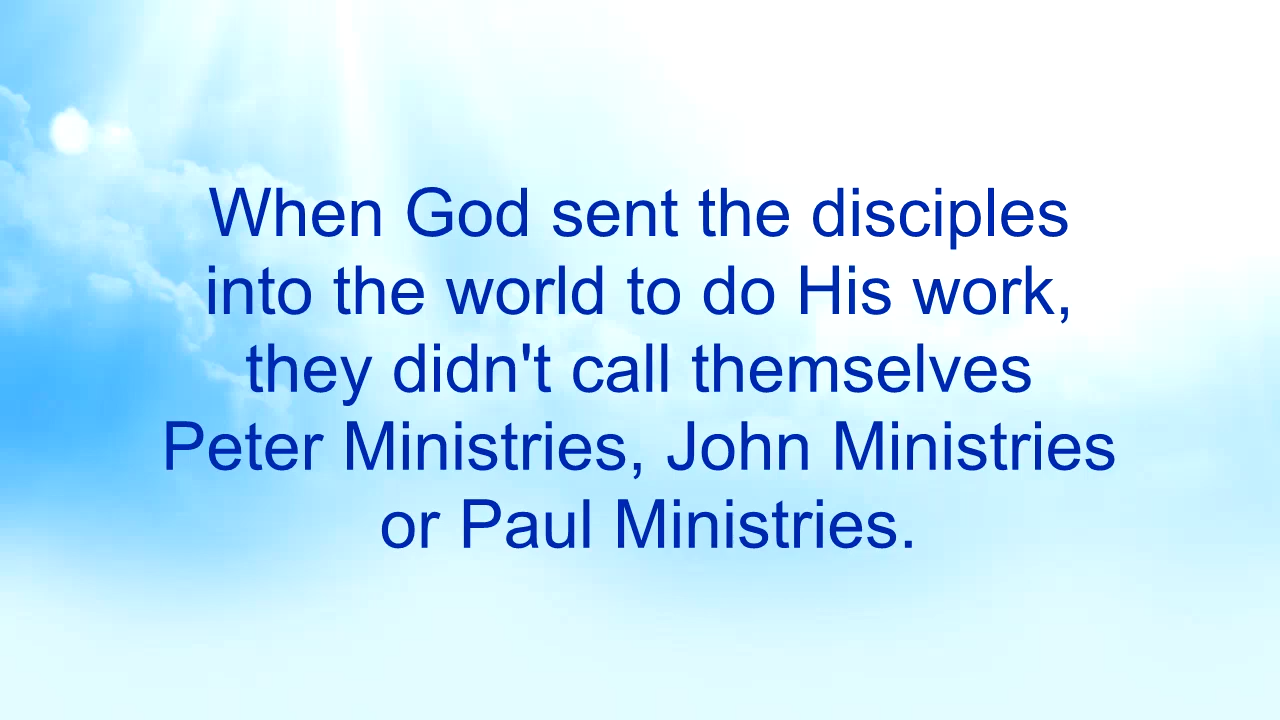 When God sent the disciples
into the world to do His work,
they didn't call themselves
Peter Ministries, John Ministries
or Paul Ministries.